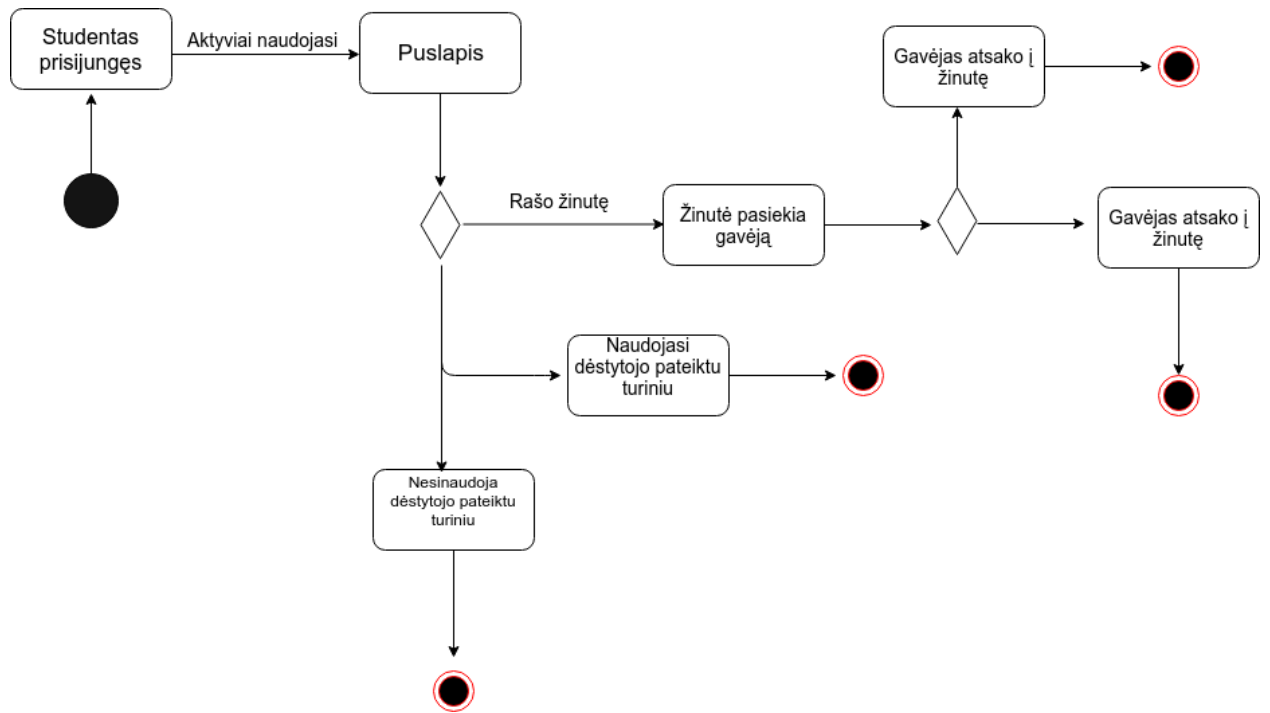 Studentas
prisijungęs
Aktyviai naudojasi
Puslapis
Gavėjas atsako į
žinutę
Rašo žinutę
Žinutė pasiekia
gavėją
Gavėjas atsako į
žinutę
Naudojasi
dėstytojo pateiktu
turiniu
Nesinaudoja
dėstytojo pateiktu
turiniu